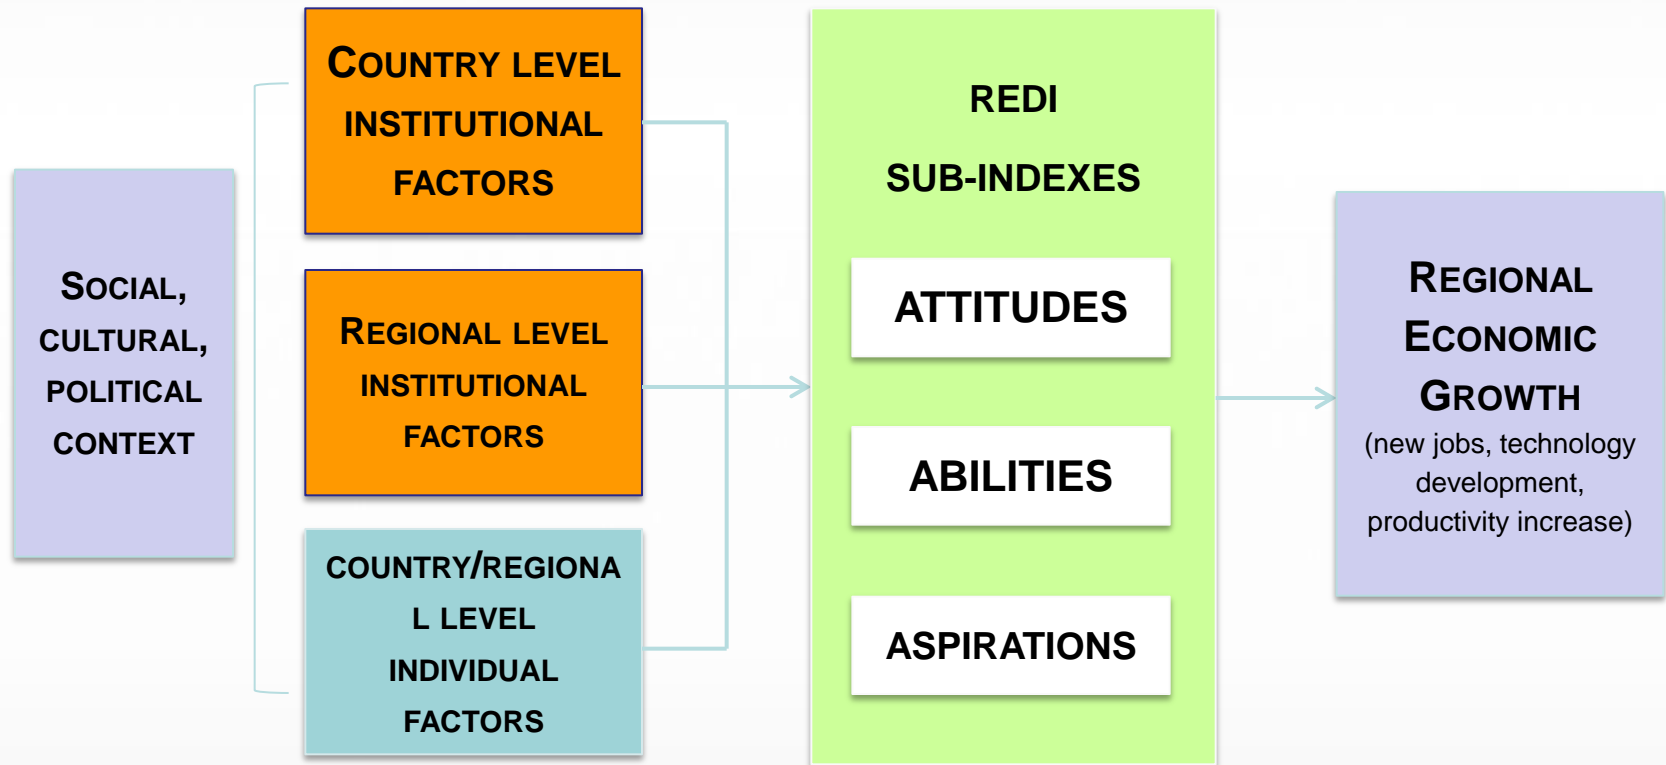 SOCIAL,
CULTURAL,
POLITICAL
CONTEXT
COUNTRY LEVEL
INSTITUTIONAL
FACTORS
REGIONAL LEVEL
INSTITUTIONAL
FACTORS
COUNTRY/REGIONA
L LEVEL
INDIVIDUAL
FACTORS
REDI
SUB-INDEXES
ATTITUDES
ABILITIES
ASPIRATIONS
REGIONAL
ECONOMIC
GROWTH
(new jobs, technology
development,
productivity increase)